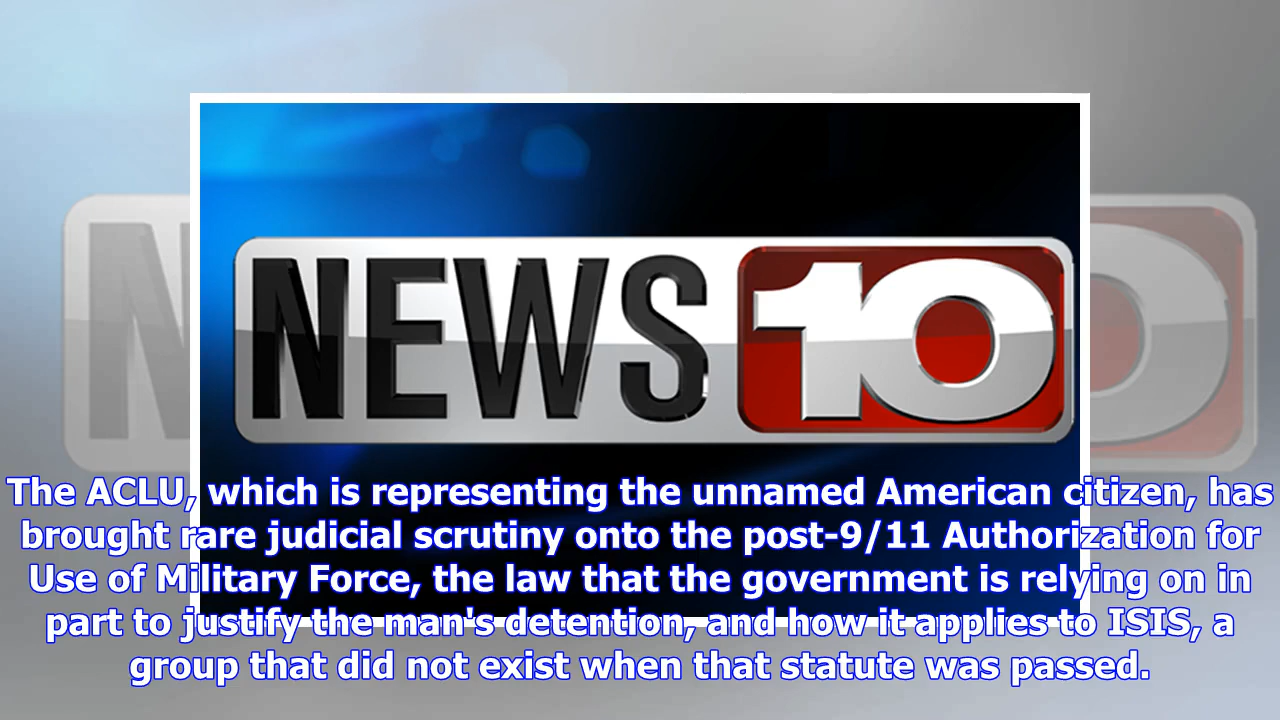 NEWS 10
The ACLU, which is representing the unnamed American citizen, has
brought rare judicial scrutiny onto the post-9/11 Authorization for
Use of Military Force, the law that the government is relying on in
part to justify the man's detention, and how it applies to ISIS, a
group that did not exist when that statute was passed.